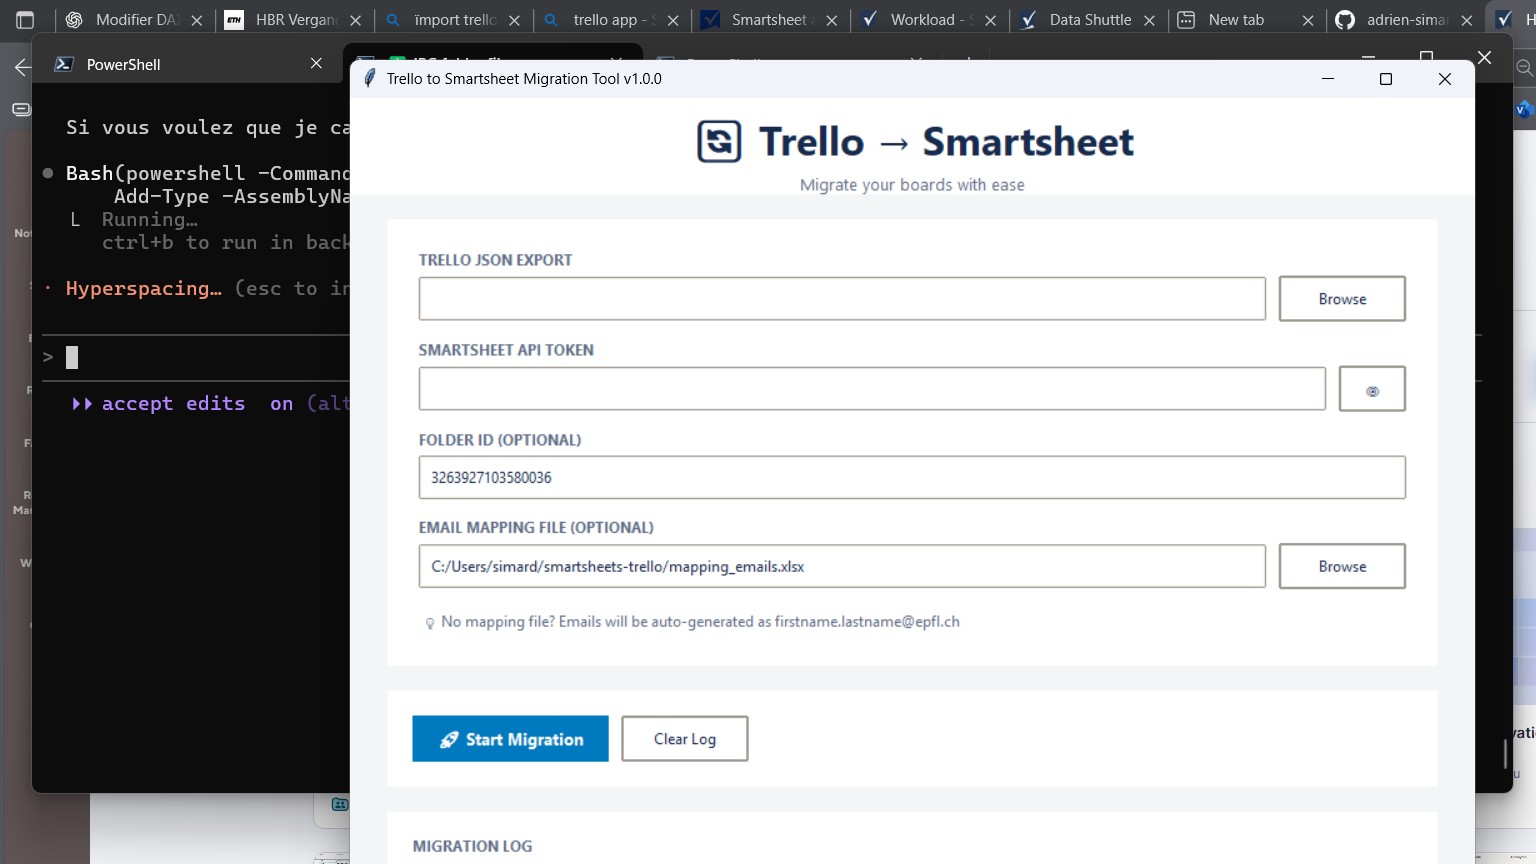 Modifier DA
HBR Vergan
import trello
trello app - S
Smartsheet a
Workload - S
Data Shuttle
New tab
adrien-simar
H
PowerShell
Trello to Smartsheet Migration Tool v1.0.0
Si vous voulez que je ca
Bash(powershell -Command
Add-Type -AssemblyNa
Running…
ctrl+b to run in back
Hyperspacing… (esc to in
>
accept edits on (alt
Trello → Smartsheet
Migrate your boards with ease
TRELLO JSON EXPORT
Browse
SMARTSHEET API TOKEN
FOLDER ID (OPTIONAL)
3263927103580036
EMAIL MAPPING FILE (OPTIONAL)
C:/Users/simard/smartsheets-trello/mapping_emails.xlsx
Browse
No mapping file? Emails will be auto-generated as firstname.lastname@epfl.ch
Start Migration
Clear Log
MIGRATION LOG